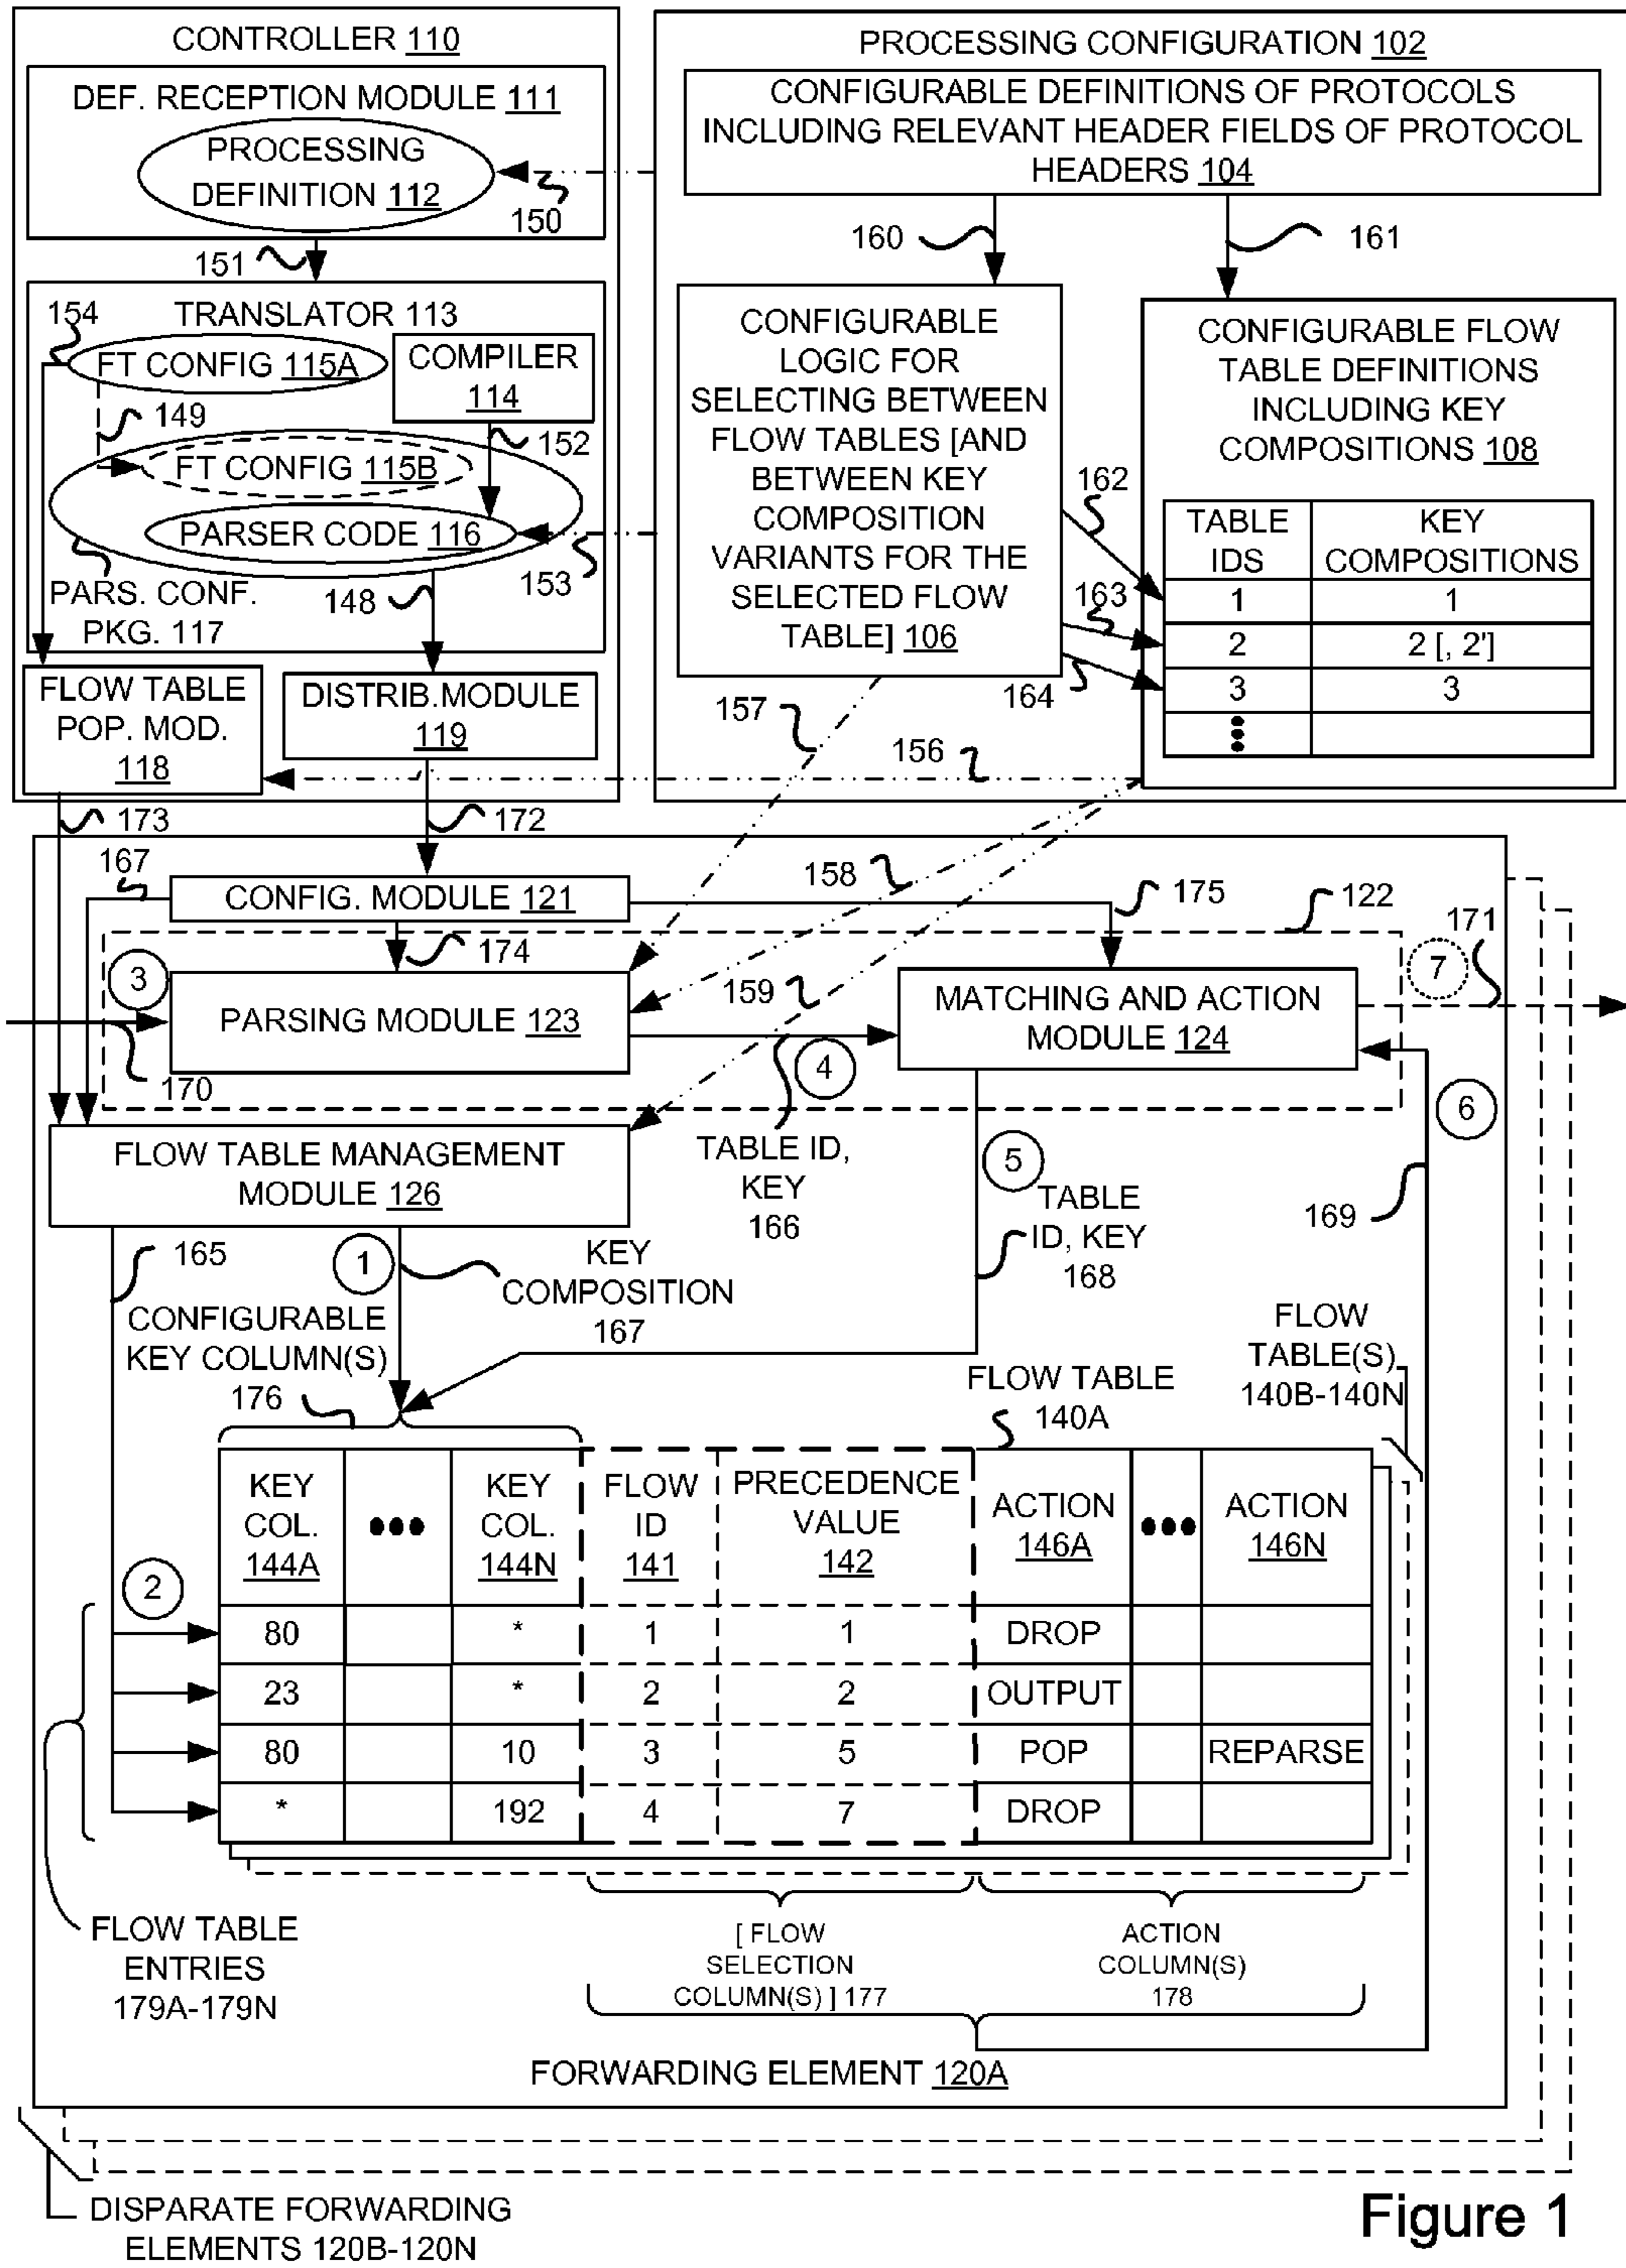 CONTROLLER 110
DEF. RECEPTION MODULE 111
PROCESSING
DEFINITION 112
150
151
TRANSLATOR 113
154
FT CONFIG 115A
COMPILER
114
149
152
FT CONFIG 115B
PARSER CODE 116
153
PARS. CONF.
PKG. 117
148
FLOW TABLE
POP. MOD.
118
DISTRIB.MODULE
119
PROCESSING CONFIGURATION 102
CONFIGURABLE DEFINITIONS OF PROTOCOLS
INCLUDING RELEVANT HEADER FIELDS OF PROTOCOL
HEADERS 104
160
161
CONFIGURABLE
LOGIC FOR
SELECTING BETWEEN
FLOW TABLES [AND
BETWEEN KEY
COMPOSITION
VARIANTS FOR THE
SELECTED FLOW
TABLE] 106
CONFIGURABLE FLOW
TABLE DEFINITIONS
INCLUDING KEY
COMPOSITIONS 108
162
163
164
TABLE
IDS
KEY
COMPOSITIONS
1 1
2 2 [, 2']
3 3
157
156
173
172
167
CONFIG. MODULE 121
158
175
122
171
174
3
7
PARSING MODULE 123
159
MATCHING AND ACTION
MODULE 124
170
4
6
FLOW TABLE MANAGEMENT
MODULE 126
TABLE ID,
KEY
166
5
TABLE
ID, KEY
168
169
165
1
KEY
COMPOSITION
167
CONFIGURABLE
KEY COLUMN(S)
176
FLOW TABLE
140A
FLOW
TABLE(S)
140B-140N
KEY
COL.
144A
KEY
COL.
144N
FLOW
ID
141
PRECEDENCE
VALUE
142
ACTION
146A
ACTION
146N
2
80 * 1 1 DROP
23 * 2 2 OUTPUT
80 10 3 5 POP REPARSE
* 192 4 7 DROP
FLOW TABLE
ENTRIES
179A-179N
[ FLOW
SELECTION
COLUMN(S) ] 177
ACTION
COLUMN(S)
178
FORWARDING ELEMENT 120A
DISPARATE FORWARDING
ELEMENTS 120B-120N
Figure 1